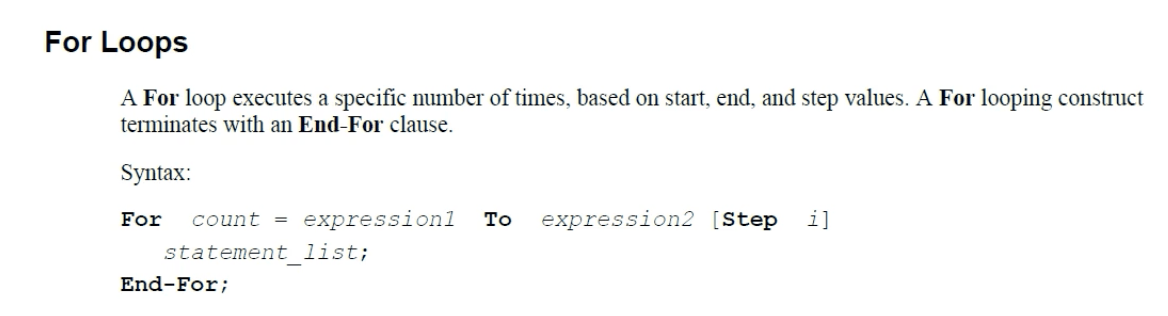 For Loops
A For loop executes a specific number of times, based on start, end, and step values. A For looping construct
terminates with an End-For clause.
Syntax:
For count = expression1 To expression2 [Step i]
statement_list;
End-For;